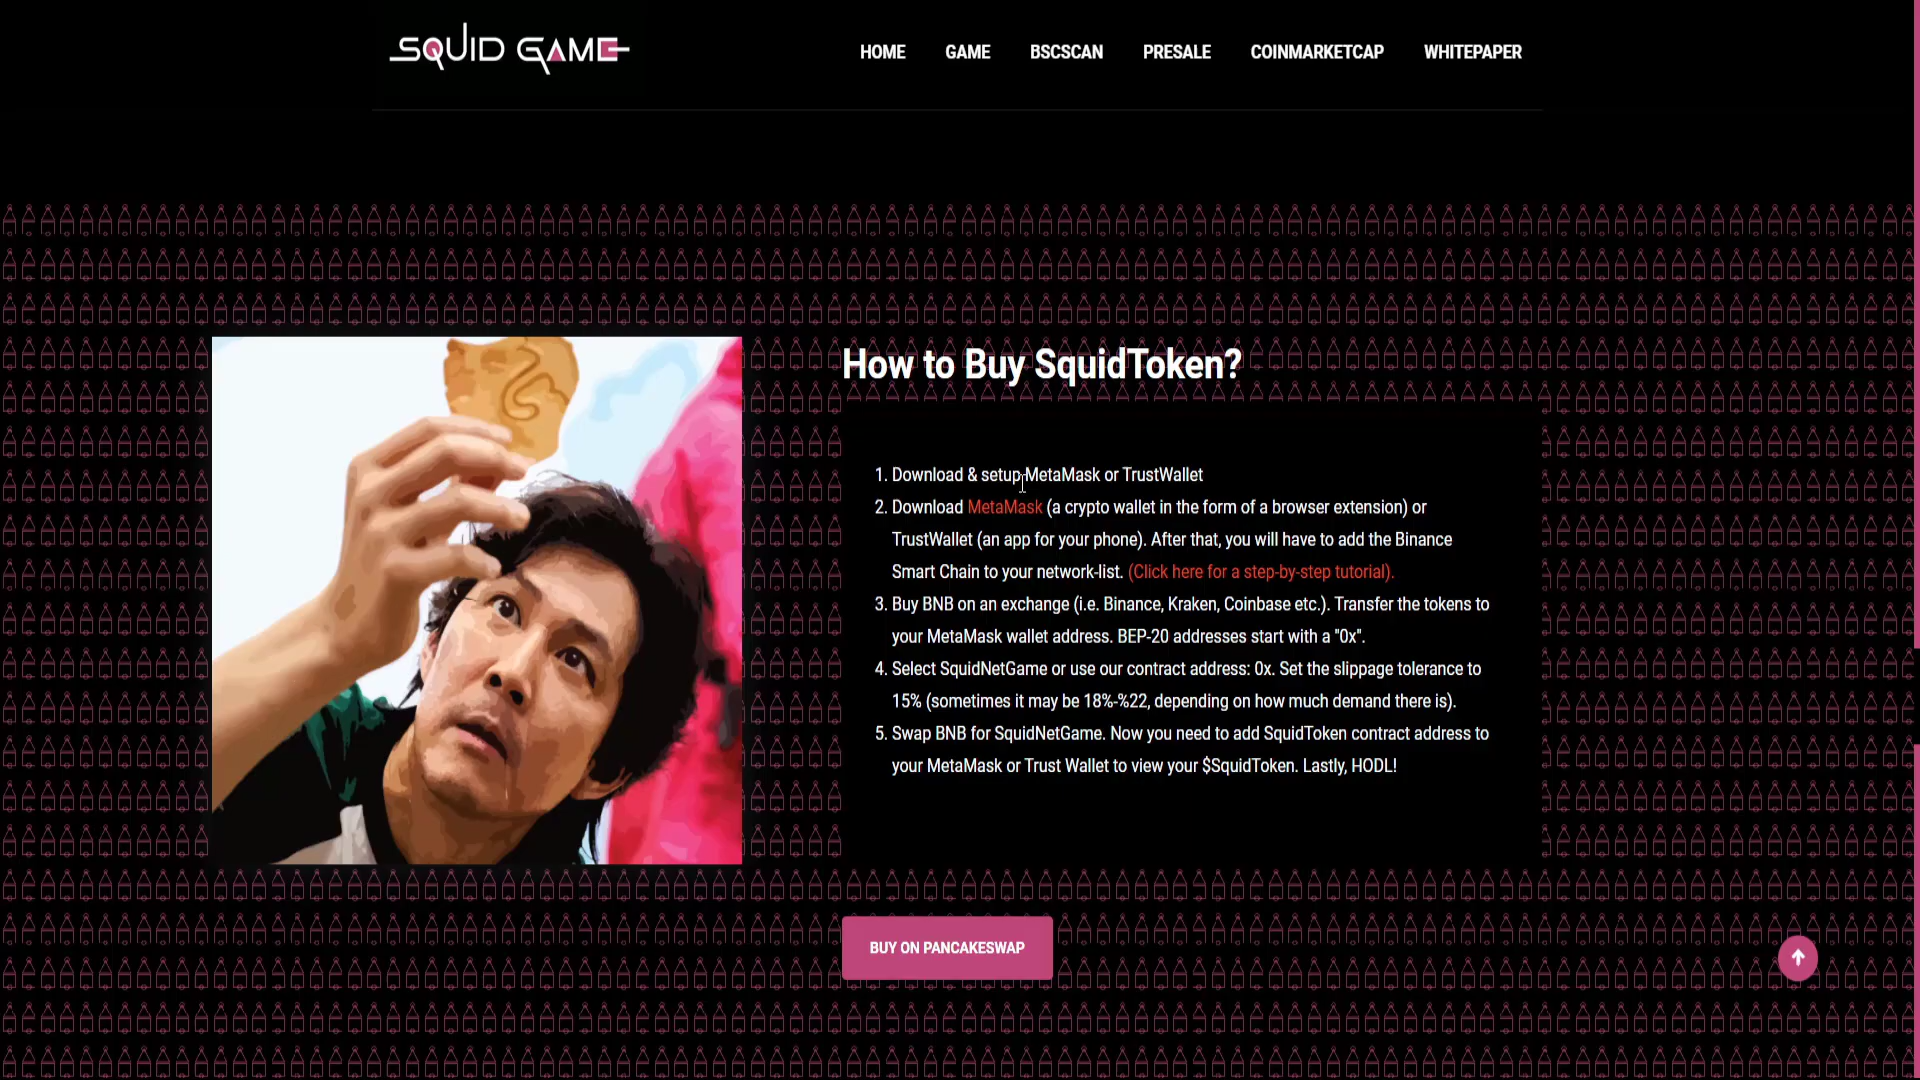 SQUID GAME
HOME GAME BSCSCAN PRESALE COINMARKETCAP WHITEPAPER
How to Buy SquidToken?
1. Download & setup MetaMask or TrustWallet
2. Download MetaMask (a crypto wallet in the form of a browser extension) or
TrustWallet (an app for your phone). After that, you will have to add the Binance
Smart Chain to your network-list. (Click here for a step-by-step tutorial).
3. Buy BNB on an exchange (i.e. Binance, Kraken, Coinbase etc.). Transfer the tokens to
your MetaMask wallet address. BEP-20 addresses start with a "0x".
4. Select SquidNetGame or use our contract address: 0x. Set the slippage tolerance to
15% (sometimes it may be 18%-%22, depending on how much demand there is).
5. Swap BNB for SquidNetGame. Now you need to add SquidToken contract address to
your MetaMask or Trust Wallet to view your $SquidToken. Lastly, HODL!
BUY ON PANCAKESWAP